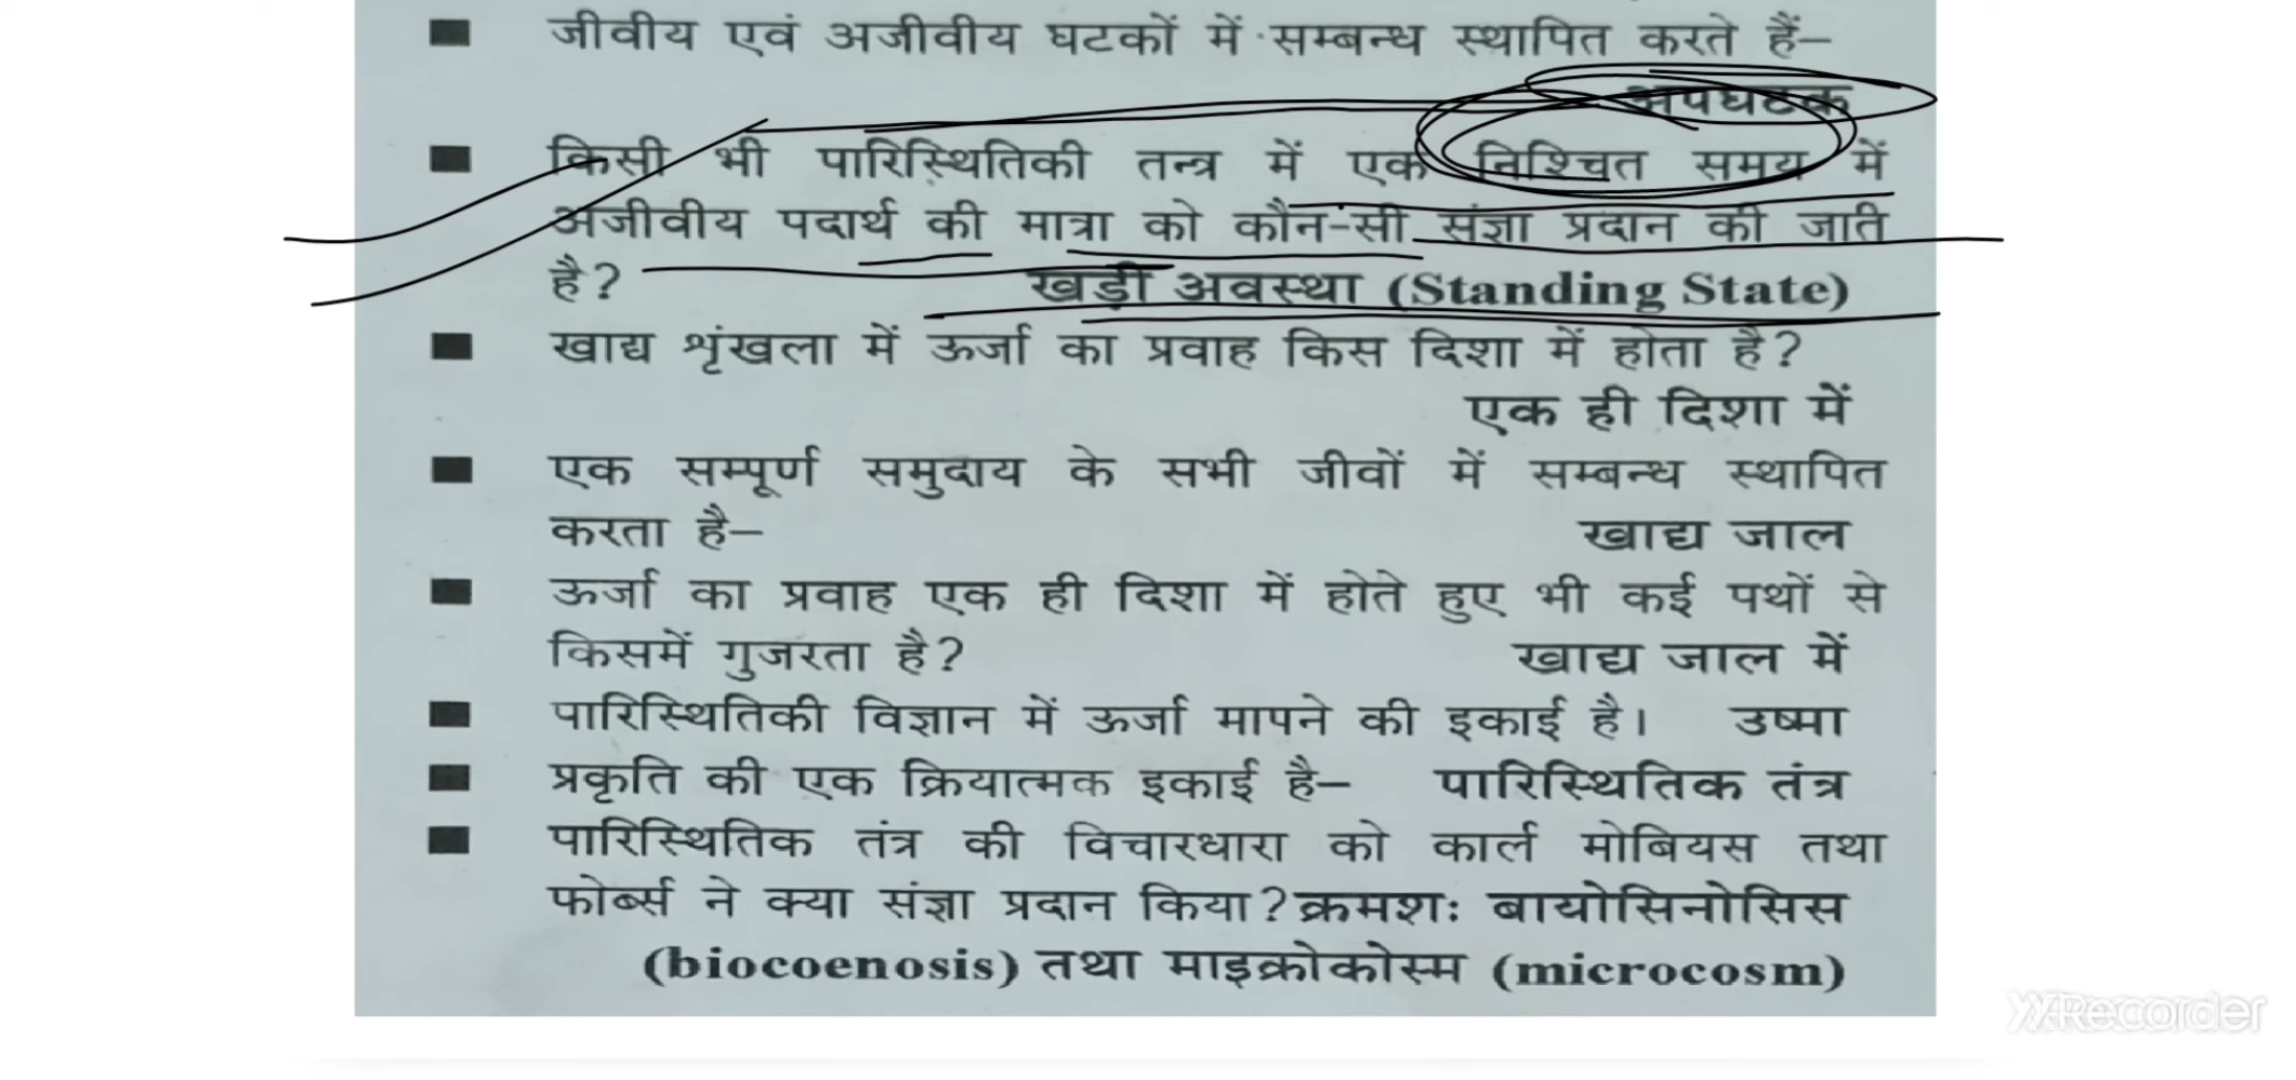 ■ जीवीय एवं अजीवीय घटकों में सम्बन्ध स्थापित करते हैं–
अपघटक
■ किसी भी पारिस्थितिकी तन्त्र में एक निश्चित समय में
अजीवीय पदार्थ की मात्रा को कौन-सी संज्ञा प्रदान की जाती
है? खड़ी अवस्था (Standing State)
■ खाद्य शृंखला में ऊर्जा का प्रवाह किस दिशा में होता है?
एक ही दिशा में
■ एक सम्पूर्ण समुदाय के सभी जीवों में सम्बन्ध स्थापित
करता है– खाद्य जाल
■ ऊर्जा का प्रवाह एक ही दिशा में होते हुए भी कई पथों से
किसमें गुजरता है? खाद्य जाल में
■ पारिस्थितिकी विज्ञान में ऊर्जा मापने की इकाई है। उष्मा
■ प्रकृति की एक क्रियात्मक इकाई है– पारिस्थितिक तंत्र
■ पारिस्थितिक तंत्र की विचारधारा को कार्ल मोबियस तथा
फोर्ब्स ने क्या संज्ञा प्रदान किया? क्रमशः बायोसिनोसिस
(biocoenosis) तथा माइक्रोकोस्म (microcosm)
XRecorder